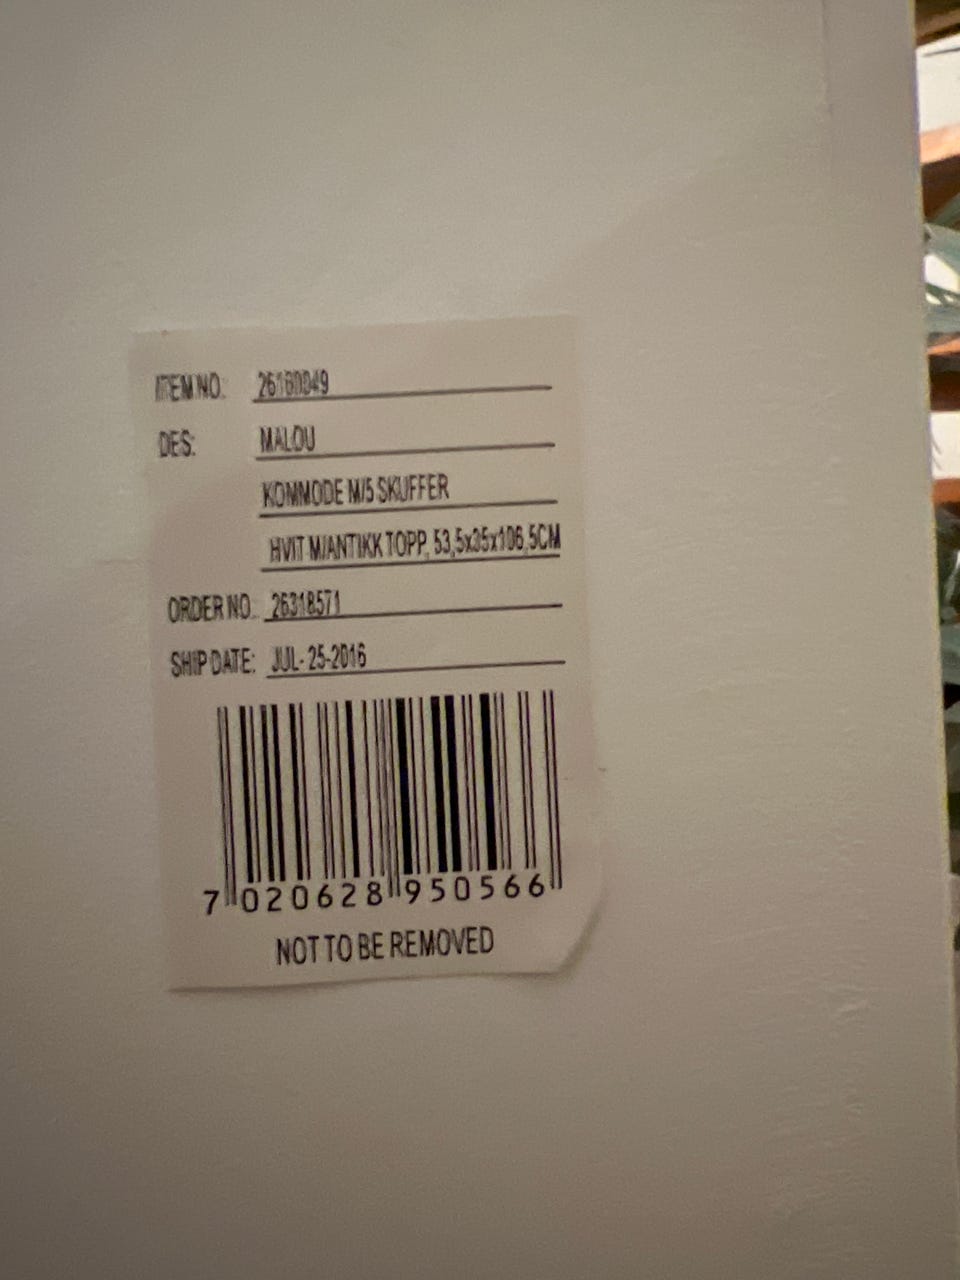 ITEM NO.: 26180049
DES: MALOU
KOMMODE M/5 SKUFFER
HVIT M/ANTIKK TOPP, 53,5x35x106,5CM
ORDER NO.: 26318571
SHIP DATE: JUL- 25-2016
7 020628 950566
NOT TO BE REMOVED